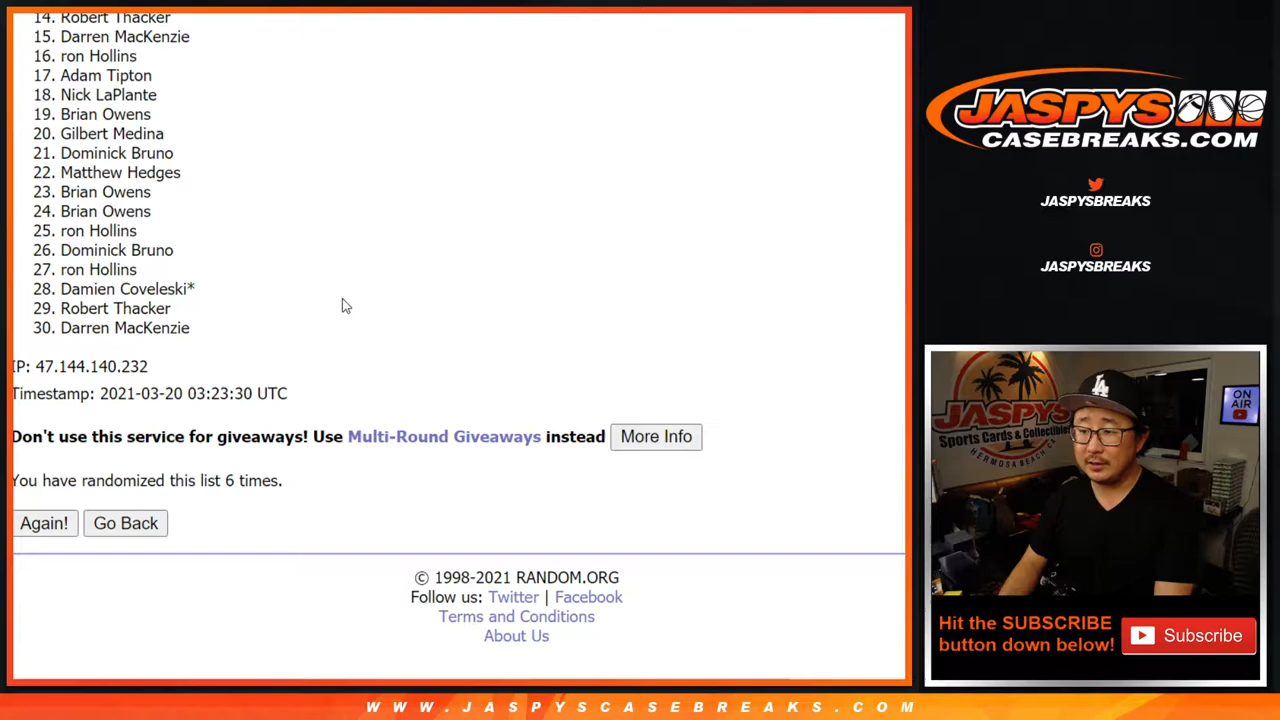 14. Robert Thacker
15. Darren MacKenzie
16. ron Hollins
17. Adam Tipton
18. Nick LaPlante
19. Brian Owens
20. Gilbert Medina
21. Dominick Bruno
22. Matthew Hedges
23. Brian Owens
24. Brian Owens
25. ron Hollins
26. Dominick Bruno
27. ron Hollins
28. Damien Coveleski*
29. Robert Thacker
30. Darren MacKenzie
IP: 47.144.140.232
Timestamp: 2021-03-20 03:23:30 UTC
Don't use this service for giveaways! Use Multi-Round Giveaways instead More Info
You have randomized this list 6 times.
Again! Go Back
© 1998-2021 RANDOM.ORG
Follow us: Twitter | Facebook
Terms and Conditions
About Us
JASPYS
CASEBREAKS.COM
JASPYSBREAKS
JASPYSBREAKS
JASPYS
Sports Cards & Collectibles
HERMOSA BEACH CA
LA
ON
AIR
Hit the SUBSCRIBE
button down below!
Subscribe
WWW.JASPYSCASEBREAKS.COM